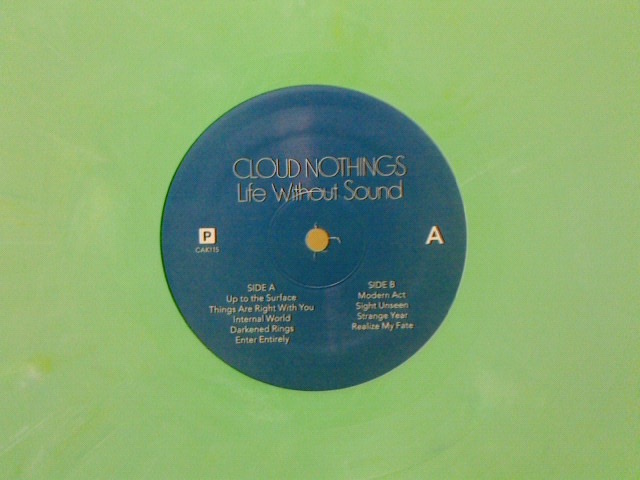 CLOUD NOTHINGS
Life Without Sound
P
CAK115
A
SIDE A
Up to the Surface
Things Are Right With You
Internal World
Darkened Rings
Enter Entirely
SIDE B
Modern Act
Sight Unseen
Strange Year
Realize My Fate